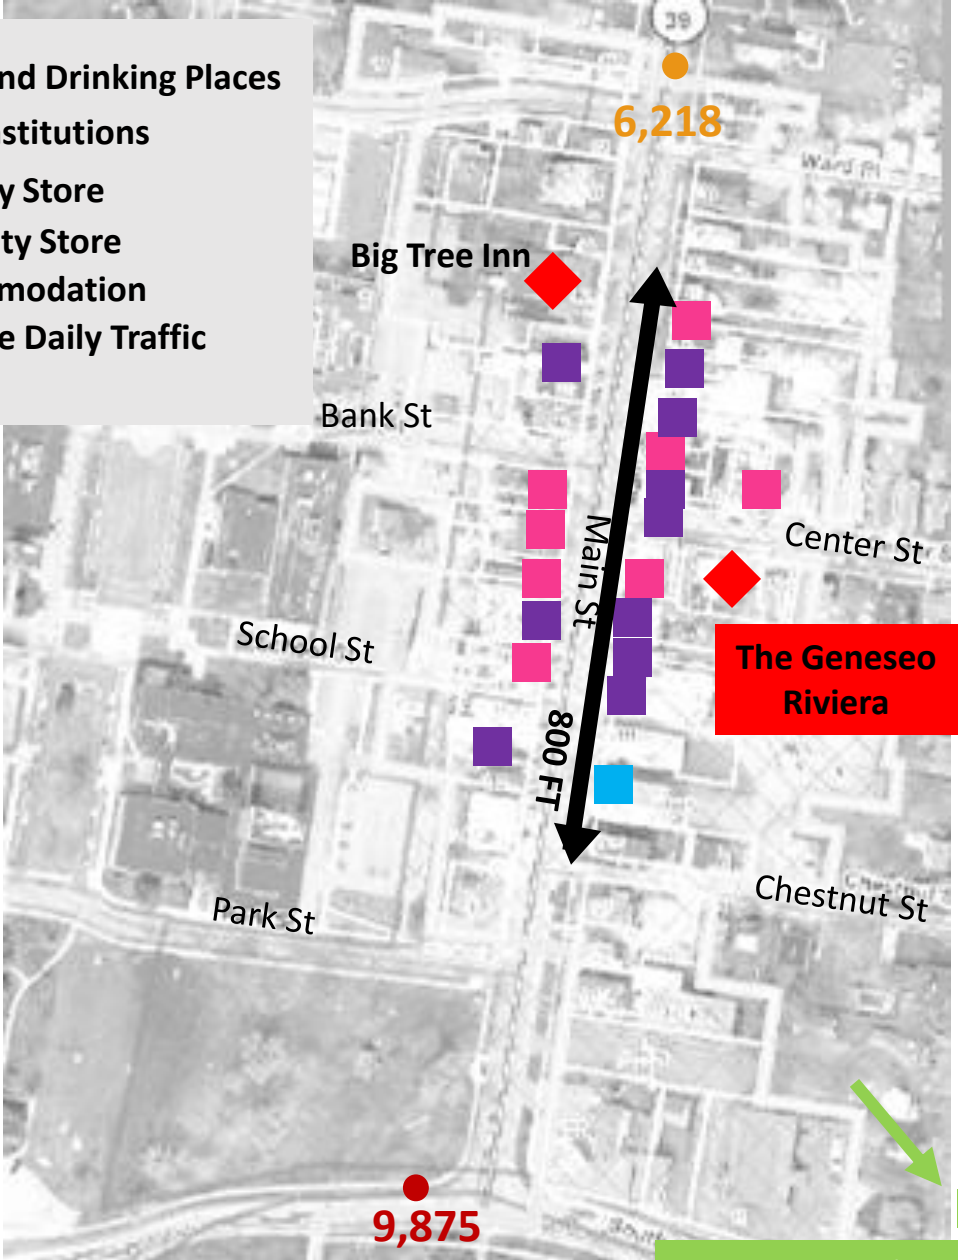 39
nd Drinking Places
stitutions
y Store
ty Store
modation
e Daily Traffic
6,218
Ward Pl
Big Tree Inn
Bank St
Main St
Center St
School St
The Geneseo
Riviera
800 FT
Chestnut St
Park St
9,875
South